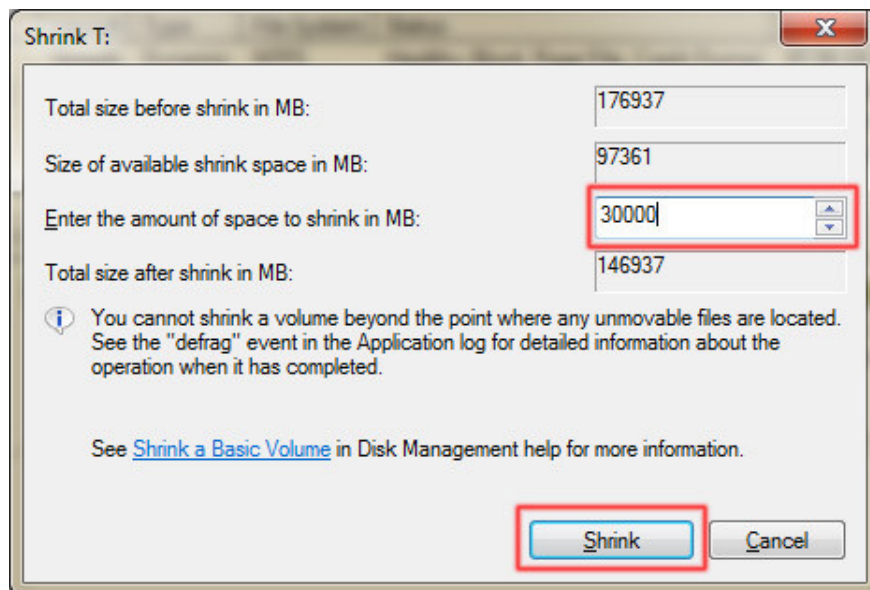 Shrink T:
Total size before shrink in MB: 176937
Size of available shrink space in MB: 97361
Enter the amount of space to shrink in MB: 30000
Total size after shrink in MB: 146937
You cannot shrink a volume beyond the point where any unmovable files are located.
See the "defrag" event in the Application log for detailed information about the
operation when it has completed.
See Shrink a Basic Volume in Disk Management help for more information.
Shrink Cancel